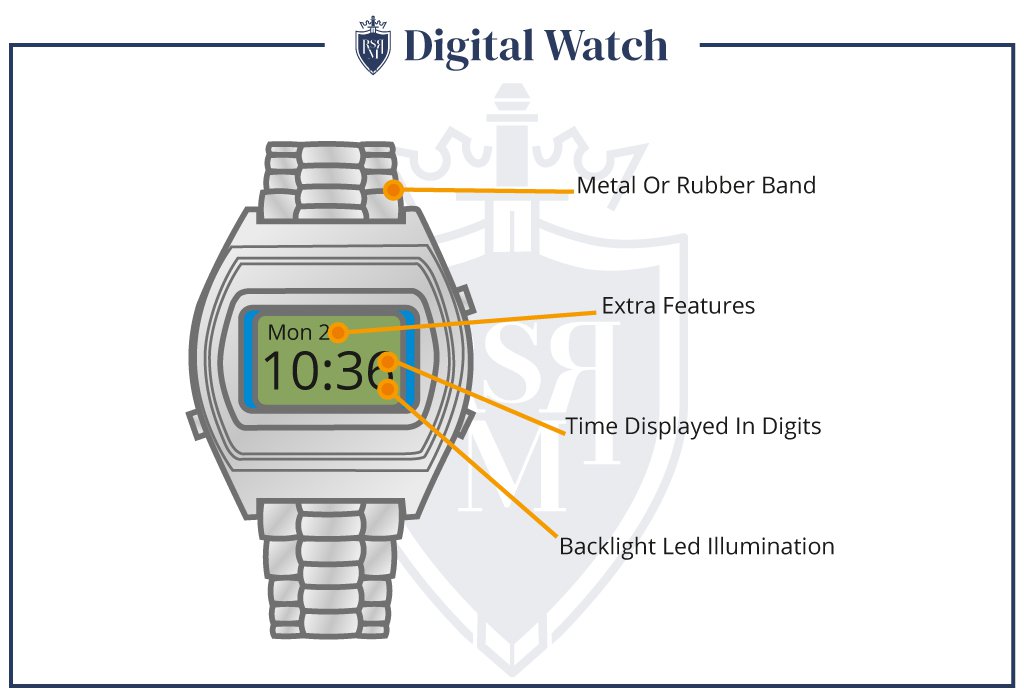 Digital Watch
Metal Or Rubber Band
Extra Features
Mon 2
10:36
Time Displayed In Digits
Backlight Led Illumination